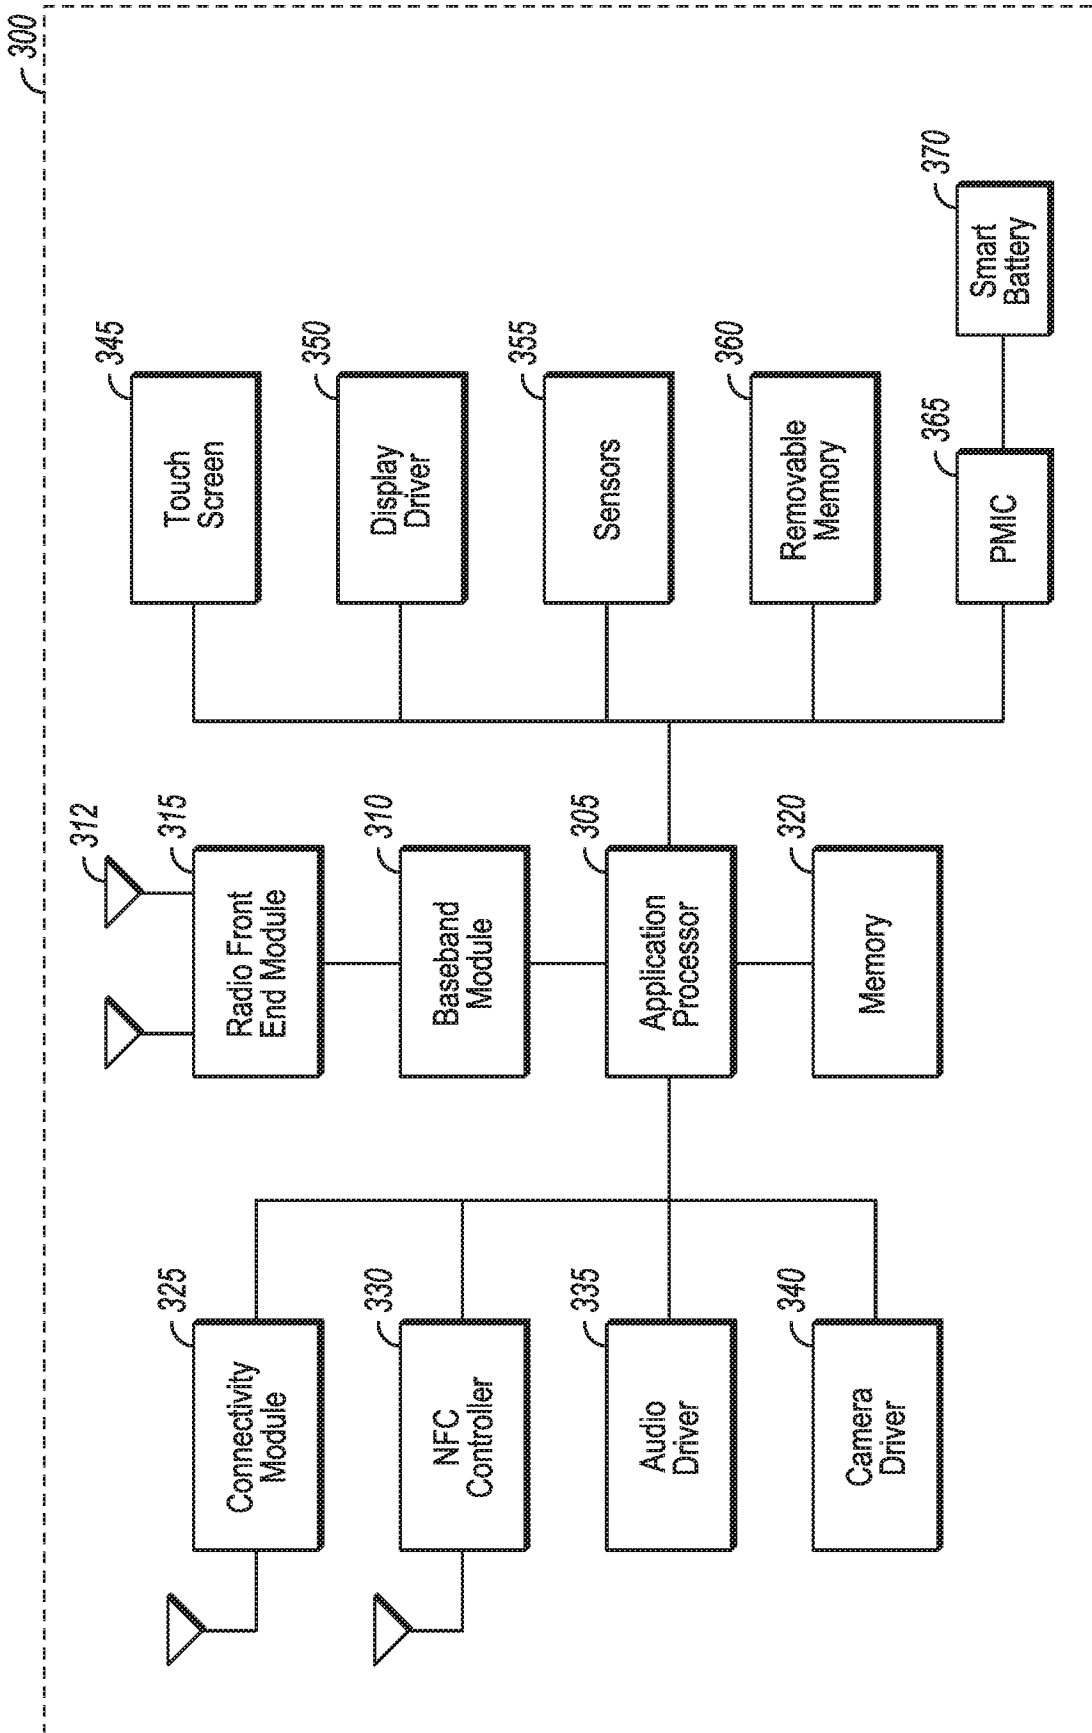 300
312
325
Connectivity
Module
315
Radio Front
End Module
345
Touch
Screen
330
NFC
Controller
310
Baseband
Module
350
Display
Driver
335
Audio
Driver
305
Application
Processor
355
Sensors
340
Camera
Driver
320
Memory
360
Removable
Memory
365
PMIC
370
Smart
Battery